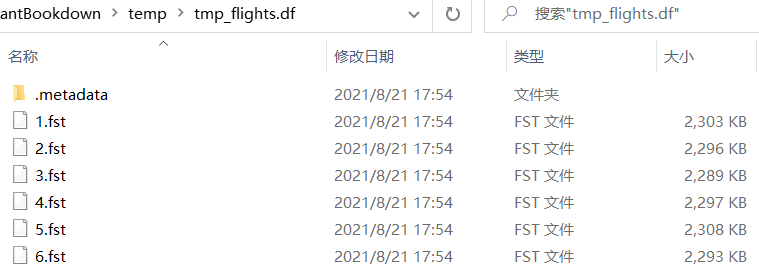 antBookdown > temp > tmp_flights.df 搜索"tmp_flights.df"
名称 修改日期 类型 大小
.metadata 2021/8/21 17:54 文件夹
1.fst 2021/8/21 17:54 FST 文件 2,303 KB
2.fst 2021/8/21 17:54 FST 文件 2,296 KB
3.fst 2021/8/21 17:54 FST 文件 2,289 KB
4.fst 2021/8/21 17:54 FST 文件 2,297 KB
5.fst 2021/8/21 17:54 FST 文件 2,308 KB
6.fst 2021/8/21 17:54 FST 文件 2,293 KB